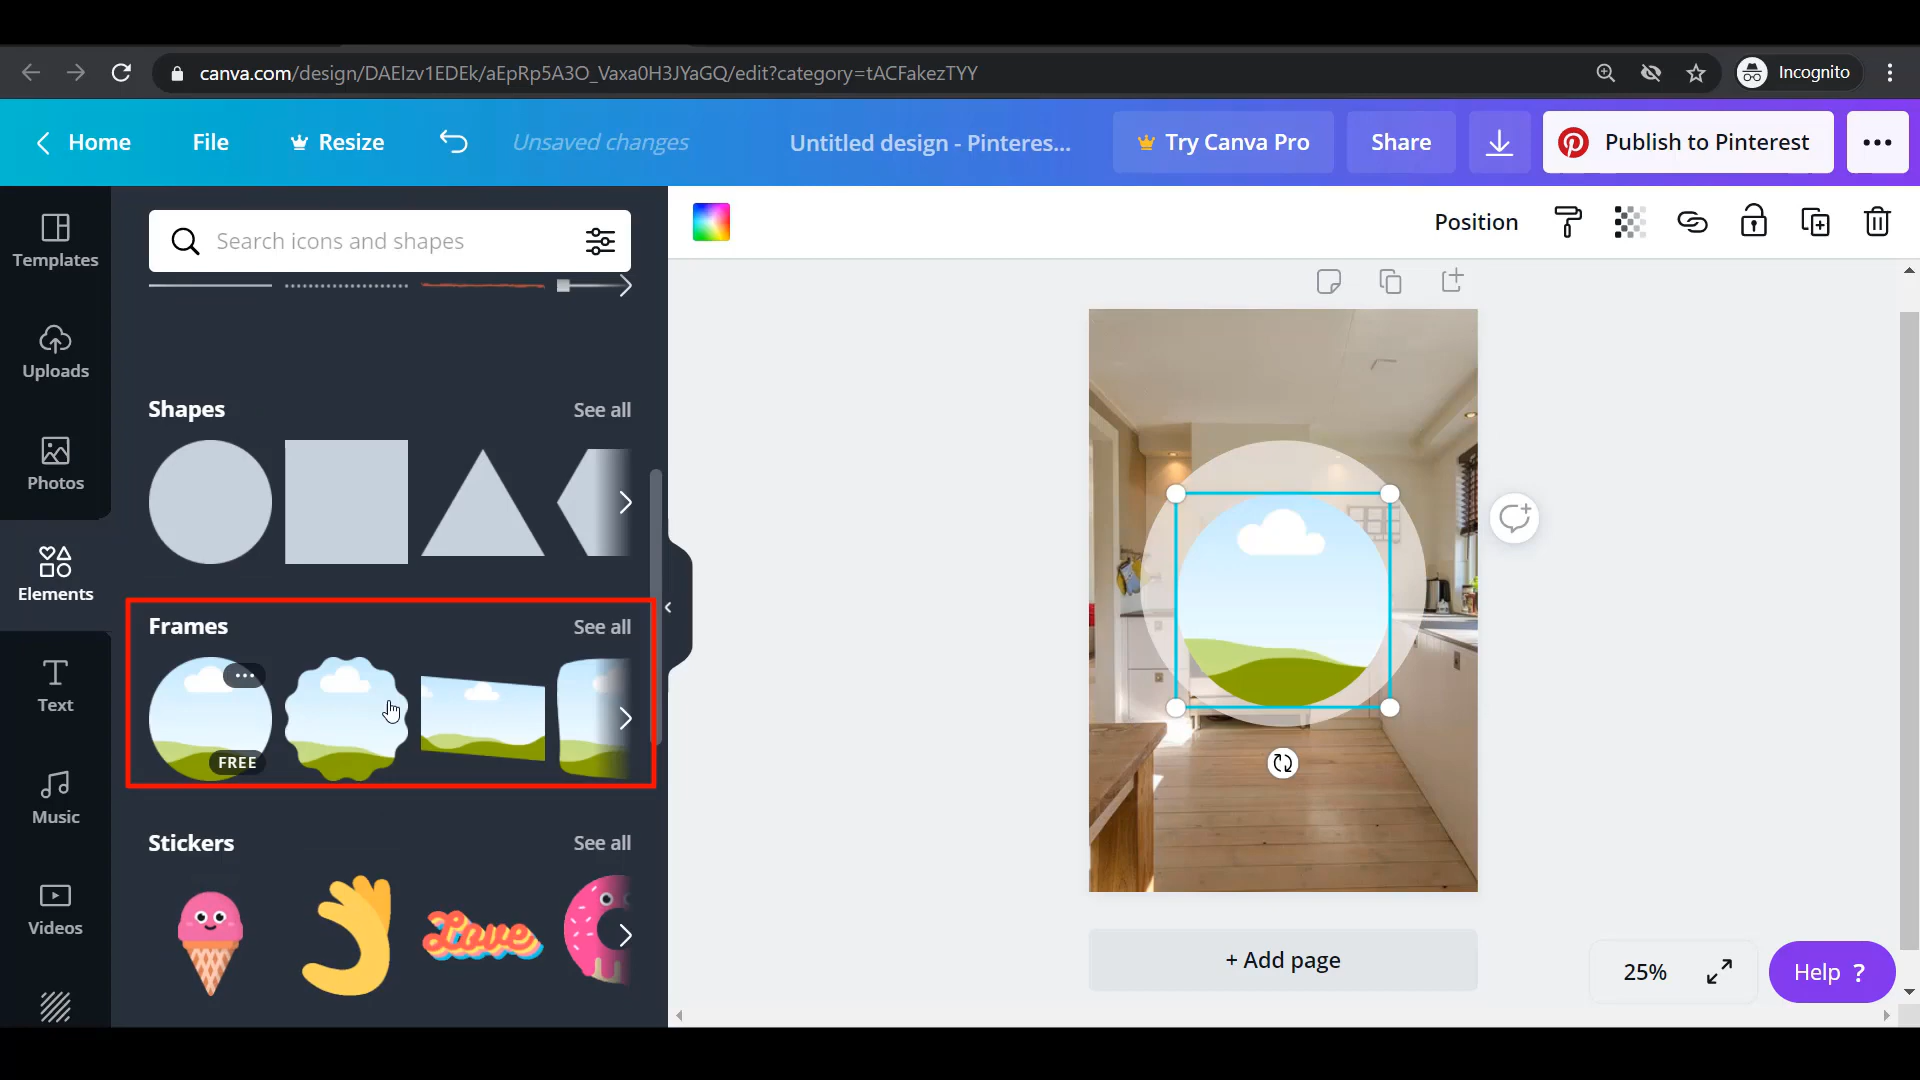 canva.com/design/DAEIzv1EDEk/aEpRp5A3O_Vaxa0H3JYaGQ/edit?category=tACFakezTYY
Incognito
Home
File
Resize
Unsaved changes
Untitled design - Pinteres...
Try Canva Pro
Share
Publish to Pinterest
Templates
Uploads
Photos
Elements
Text
Music
Videos
Search icons and shapes
Position
Shapes
See all
Frames
See all
FREE
Stickers
See all
Love
+ Add page
25%
Help ?